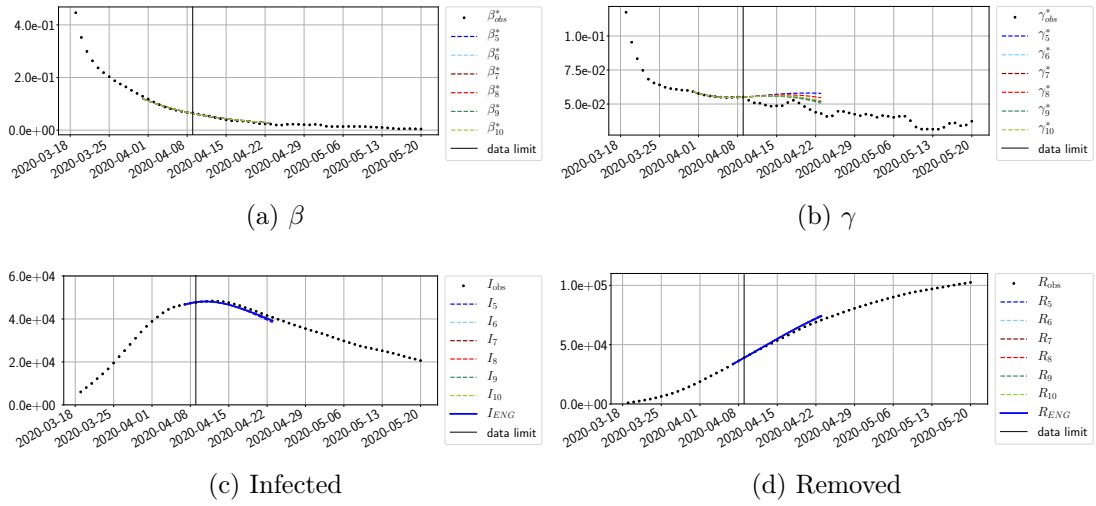 4.0e−01
2.0e−01
0.0e+00
2020-03-18
2020-03-25
2020-04-01
2020-04-08
2020-04-15
2020-04-22
2020-04-29
2020-05-06
2020-05-13
2020-05-20
β*obs
β*5
β*6
β*7
β*8
β*9
β*10
data limit
(a) β
1.0e−01
7.5e−02
5.0e−02
2020-03-18
2020-03-25
2020-04-01
2020-04-08
2020-04-15
2020-04-22
2020-04-29
2020-05-06
2020-05-13
2020-05-20
γ*obs
γ*5
γ*6
γ*7
γ*8
γ*9
γ*10
data limit
(b) γ
6.0e+04
4.0e+04
2.0e+04
0.0e+00
2020-03-18
2020-03-25
2020-04-01
2020-04-08
2020-04-15
2020-04-22
2020-04-29
2020-05-06
2020-05-13
2020-05-20
Iobs
I5
I6
I7
I8
I9
I10
IENG
data limit
(c) Infected
1.0e+05
5.0e+04
0.0e+00
2020-03-18
2020-03-25
2020-04-01
2020-04-08
2020-04-15
2020-04-22
2020-04-29
2020-05-06
2020-05-13
2020-05-20
Robs
R5
R6
R7
R8
R9
R10
RENG
data limit
(d) Removed